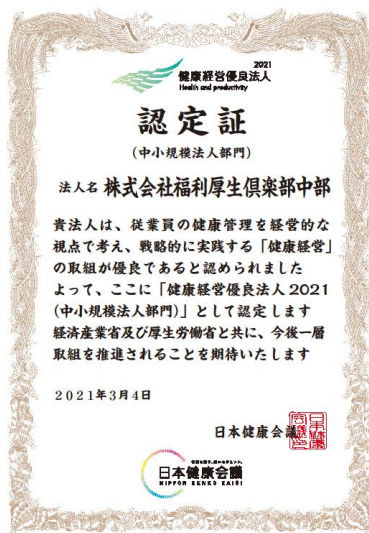 2021
健康経営優良法人
Health and productivity
認定証
(中小規模法人部門)
法人名 株式会社福利厚生倶楽部中部
貴法人は、従業員の健康管理を経営的な
視点で考え、戦略的に実践する「健康経営」
の取組が優良であると認められました
よって、ここに「健康経営優良法人2021
(中小規模法人部門)」として認定します
経済産業省及び厚生労働省と共に、今後一層
取組を推進されることを期待いたします
2021年3月4日
日本健康会議
日本健康会議
NIPPON KENKO KAIGI